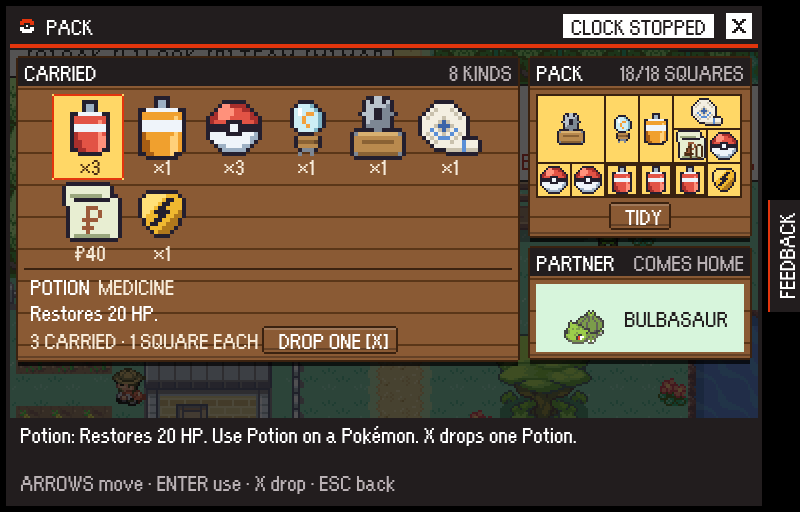 PACK
CLOCK STOPPED
X
CARRIED
8 KINDS
×3
×1
×3
×1
×1
×1
₽40
×1
POTION MEDICINE
Restores 20 HP.
3 CARRIED · 1 SQUARE EACH
DROP ONE [X]
PACK
18/18 SQUARES
TIDY
PARTNER
COMES HOME
BULBASAUR
FEEDBACK
Potion: Restores 20 HP. Use Potion on a Pokémon. X drops one Potion.
ARROWS move · ENTER use · X drop · ESC back